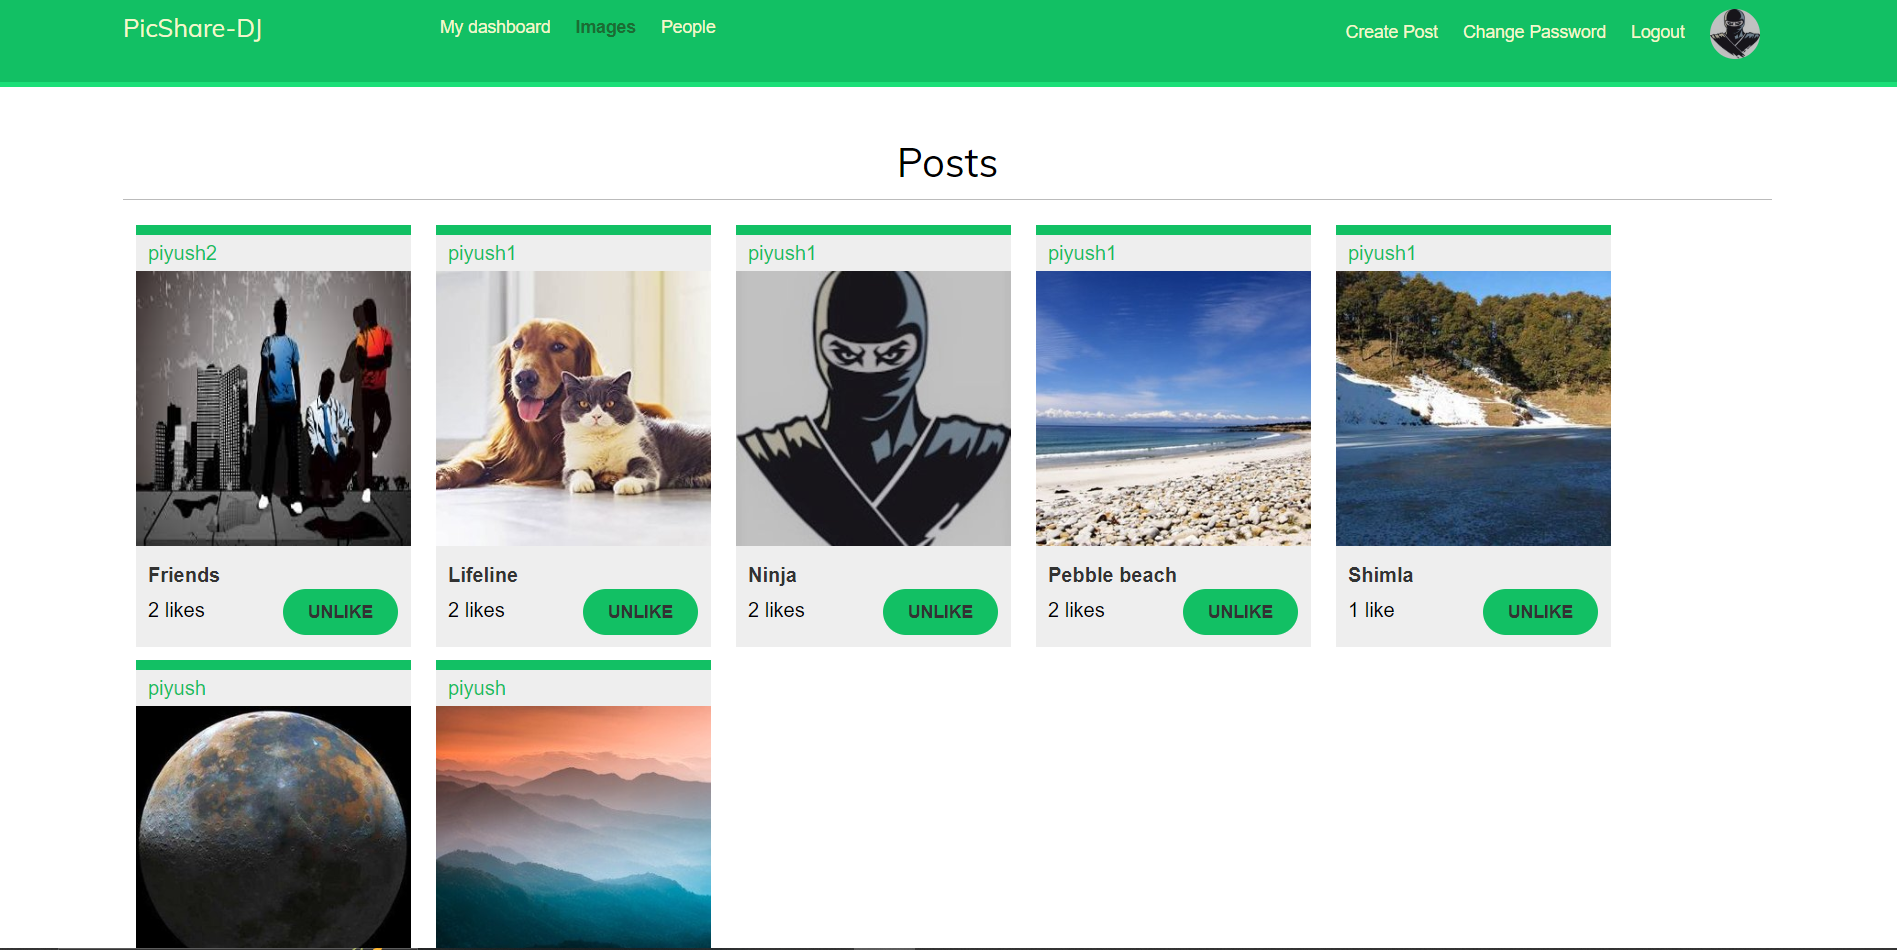 PicShare-DJ
My dashboard Images People
Create Post Change Password Logout
Posts
piyush2
Friends
2 likes UNLIKE
piyush1
Lifeline
2 likes UNLIKE
piyush1
Ninja
2 likes UNLIKE
piyush1
Pebble beach
2 likes UNLIKE
piyush1
Shimla
1 like UNLIKE
piyush
piyush